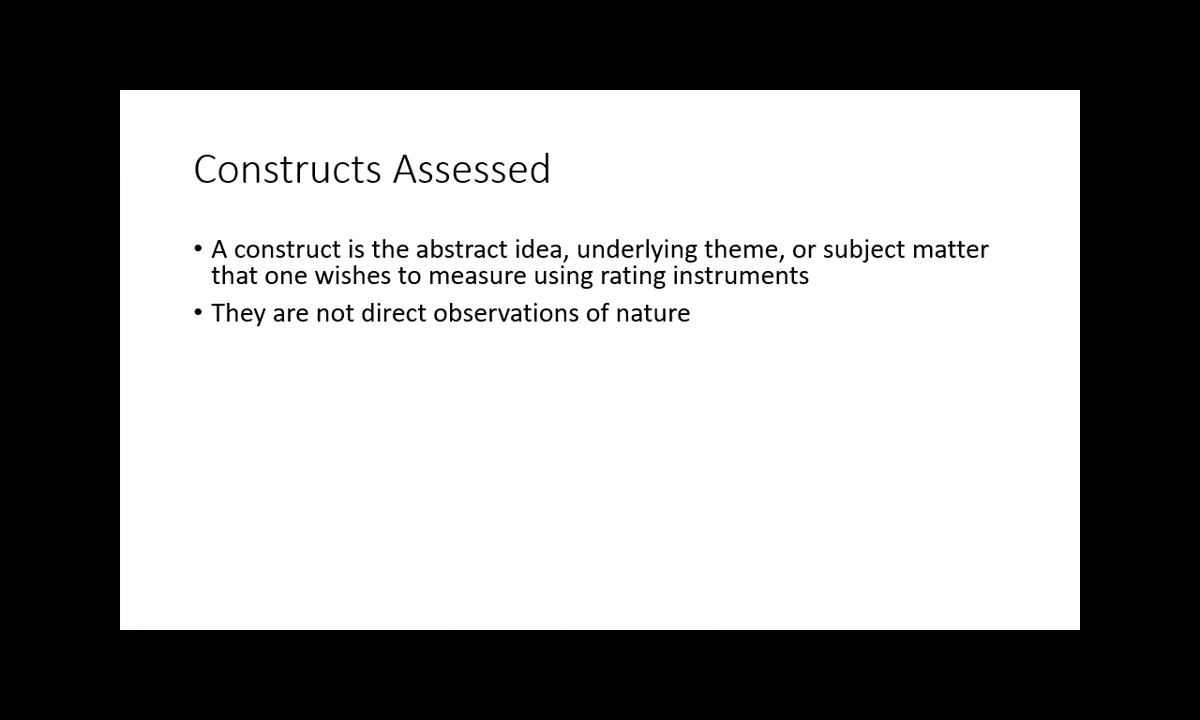 Constructs Assessed
• A construct is the abstract idea, underlying theme, or subject matter
that one wishes to measure using rating instruments
• They are not direct observations of nature